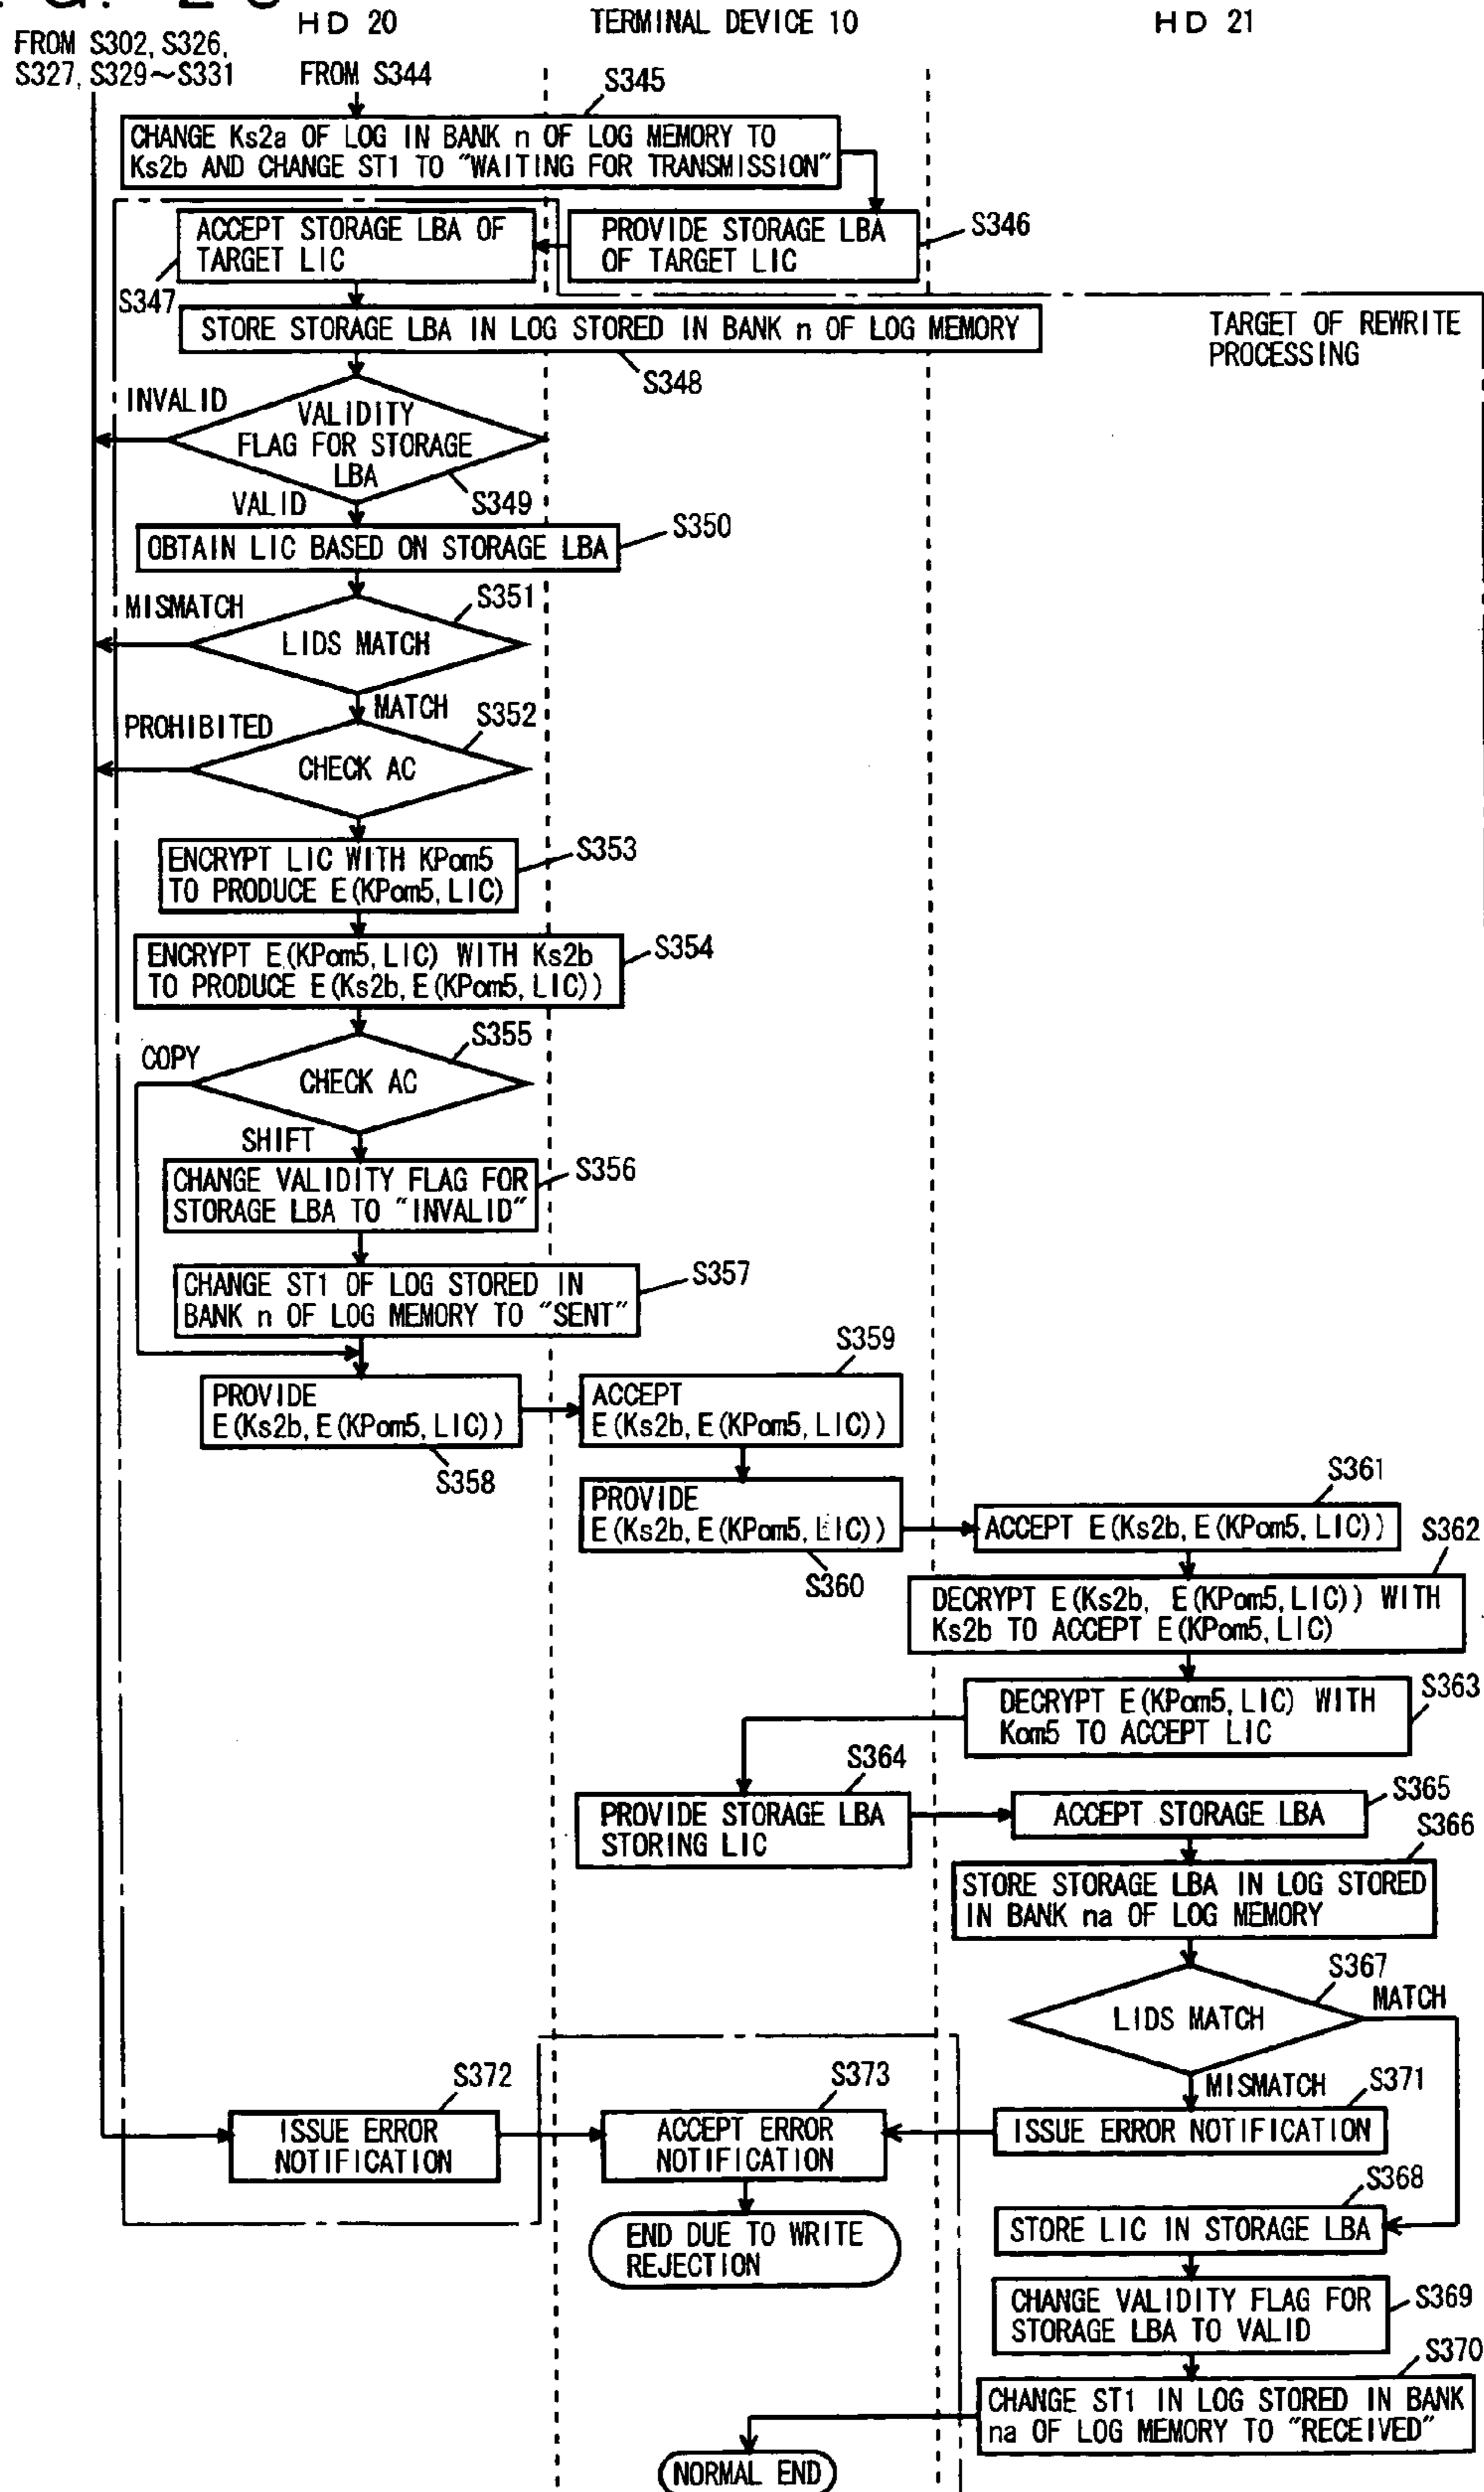 HD 20
TERMINAL DEVICE 10
HD 21
FROM S302, S326,
S327, S329~S331
FROM S344
S345
CHANGE Ks2a OF LOG IN BANK n OF LOG MEMORY TO
Ks2b AND CHANGE ST1 TO "WAITING FOR TRANSMISSION"
ACCEPT STORAGE LBA OF
TARGET LIC
S347
PROVIDE STORAGE LBA
OF TARGET LIC
S346
STORE STORAGE LBA IN LOG STORED IN BANK n OF LOG MEMORY
S348
TARGET OF REWRITE
PROCESSING
INVALID
VALIDITY
FLAG FOR STORAGE
LBA
S349
VALID
OBTAIN LIC BASED ON STORAGE LBA
S350
MISMATCH
S351
LIDS MATCH
MATCH
PROHIBITED
S352
CHECK AC
ENCRYPT LIC WITH KPom5
TO PRODUCE E(KPom5, LIC)
S353
ENCRYPT E(KPom5, LIC) WITH Ks2b
TO PRODUCE E(Ks2b, E(KPom5, LIC))
S354
COPY
S355
CHECK AC
SHIFT
CHANGE VALIDITY FLAG FOR
STORAGE LBA TO "INVALID"
S356
CHANGE ST1 OF LOG STORED IN
BANK n OF LOG MEMORY TO "SENT"
S357
PROVIDE
E(Ks2b, E(KPom5, LIC))
S358
S359
ACCEPT
E(Ks2b, E(KPom5, LIC))
PROVIDE
E(Ks2b, E(KPom5, LIC))
S360
S361
ACCEPT E(Ks2b, E(KPom5, LIC))
S362
DECRYPT E(Ks2b, E(KPom5, LIC)) WITH
Ks2b TO ACCEPT E(KPom5, LIC)
DECRYPT E(KPom5, LIC) WITH
Kom5 TO ACCEPT LIC
S363
S364
PROVIDE STORAGE LBA
STORING LIC
ACCEPT STORAGE LBA
S365
S366
STORE STORAGE LBA IN LOG STORED
IN BANK na OF LOG MEMORY
S367
LIDS MATCH
MATCH
MISMATCH
S372
ISSUE ERROR
NOTIFICATION
S373
ACCEPT ERROR
NOTIFICATION
S371
ISSUE ERROR NOTIFICATION
END DUE TO WRITE
REJECTION
S368
STORE LIC IN STORAGE LBA
CHANGE VALIDITY FLAG FOR
STORAGE LBA TO VALID
S369
S370
CHANGE ST1 IN LOG STORED IN BANK
na OF LOG MEMORY TO "RECEIVED"
NORMAL END